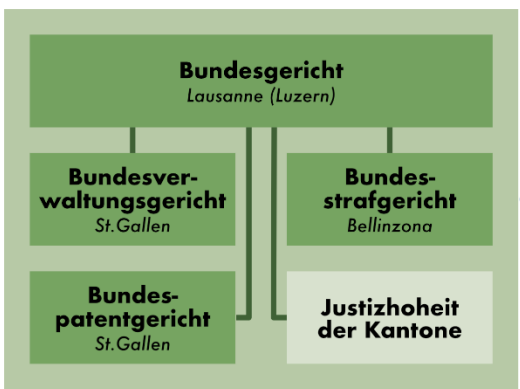 Bundesgericht
Lausanne (Luzern)
Bundesver-
waltungsgericht
St.Gallen
Bundes-
strafgericht
Bellinzona
Bundes-
patentgericht
St.Gallen
Justizhoheit
der Kantone